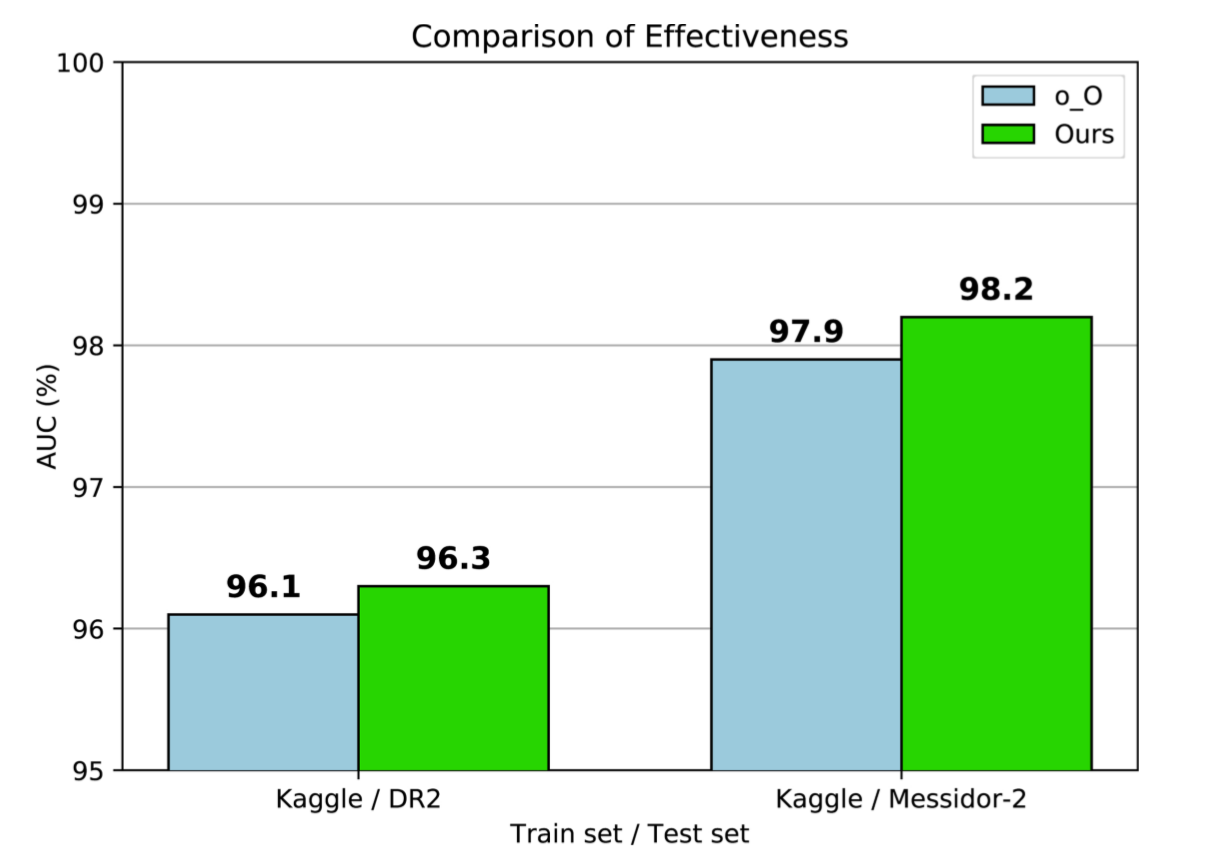 Comparison of Effectiveness
100
99
98
97
96
95
AUC (%)
o_O
Ours
96.1
96.3
97.9
98.2
Kaggle / DR2
Kaggle / Messidor-2
Train set / Test set